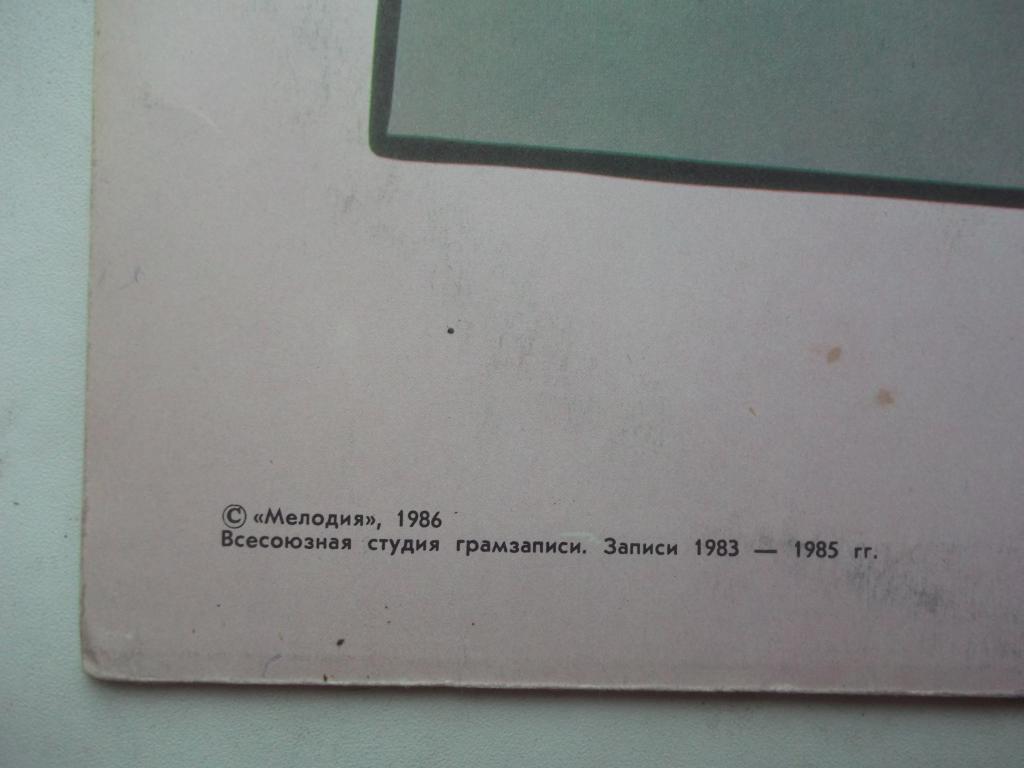 © «Мелодия», 1986
Всесоюзная студия грамзаписи. Записи 1983 — 1985 гг.